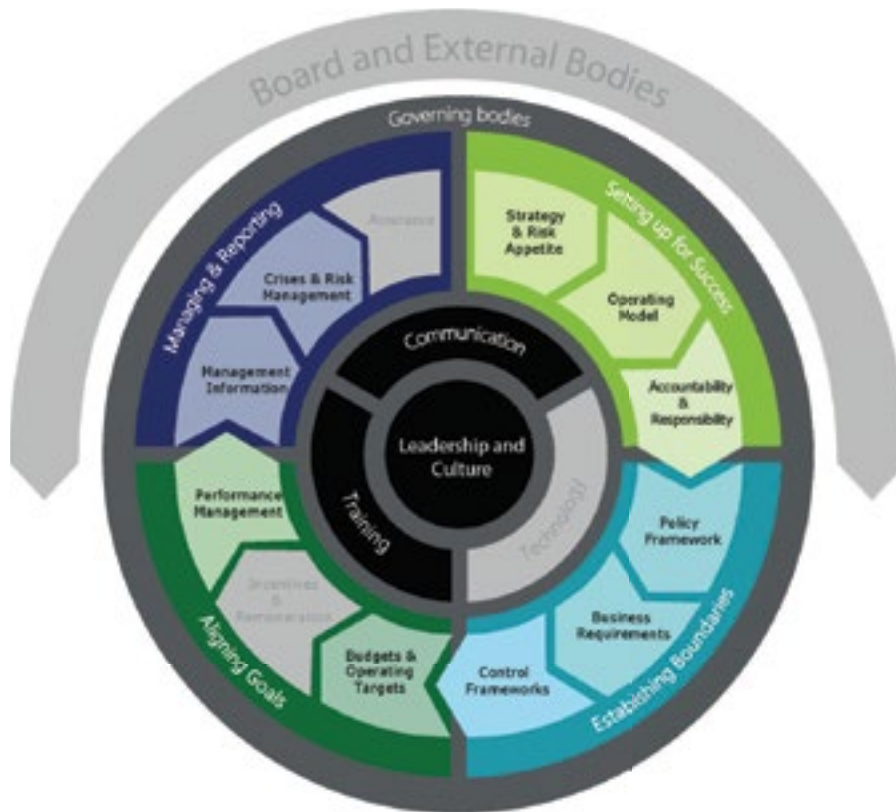 Board and External Bodies
Governing bodies
Setting up for Success
Strategy
& Risk
Appetite
Operating
Model
Accountability
&
Responsibility
Policy
Framework
Business
Requirements
Control
Frameworks
Establishing Boundaries
Budgets &
Operating
Targets
Incentives
&
Remuneration
Performance
Management
Aligning Goals
Management
Information
Crises & Risk
Management
Assurance
Managing & Reporting
Communication
Technology
Training
Leadership and
Culture